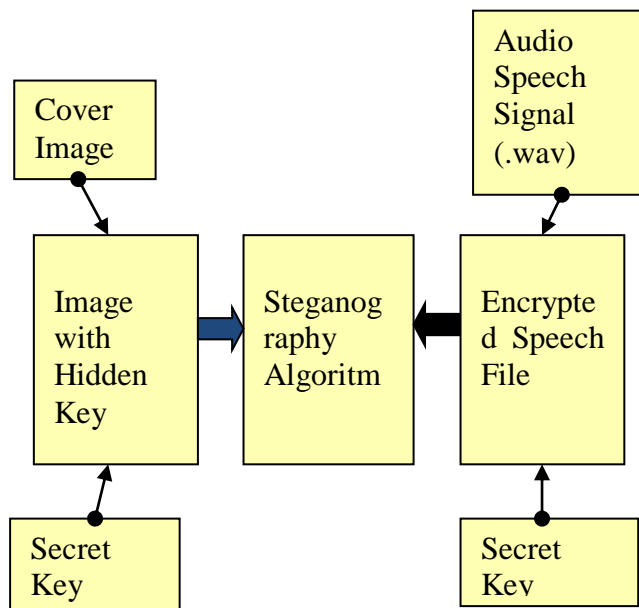 Audio
Speech
Signal
(.wav)
Cover
Image
Image
with
Hidden
Key
Steganog
raphy
Algoritm
Encrypte
d Speech
File
Secret
Key
Secret
Key